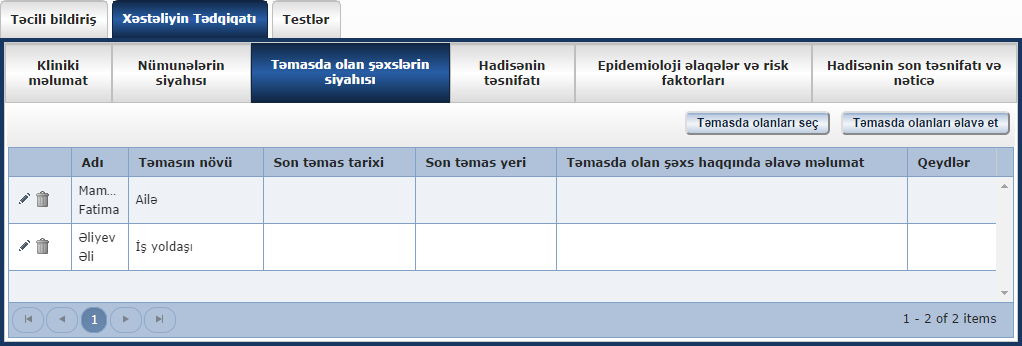 Təcili bildiriş
Xəstəliyin Tədqiqatı
Testlər
Kliniki
məlumat
Nümunələrin
siyahısı
Təmasda olan şəxslərin
siyahısı
Hadisənin
təsnifatı
Epidemioloji əlaqələr və risk
faktorları
Hadisənin son təsnifatı və
nəticə
Təmasda olanları seç
Təmasda olanları əlavə et
Adı
Təmasın növü
Son təmas tarixi
Son təmas yeri
Təmasda olan şəxs haqqında əlavə məlumat
Qeydlər
Mam...
Fatima
Ailə
Əliyev
Əli
İş yoldaşı
1
1 - 2 of 2 items